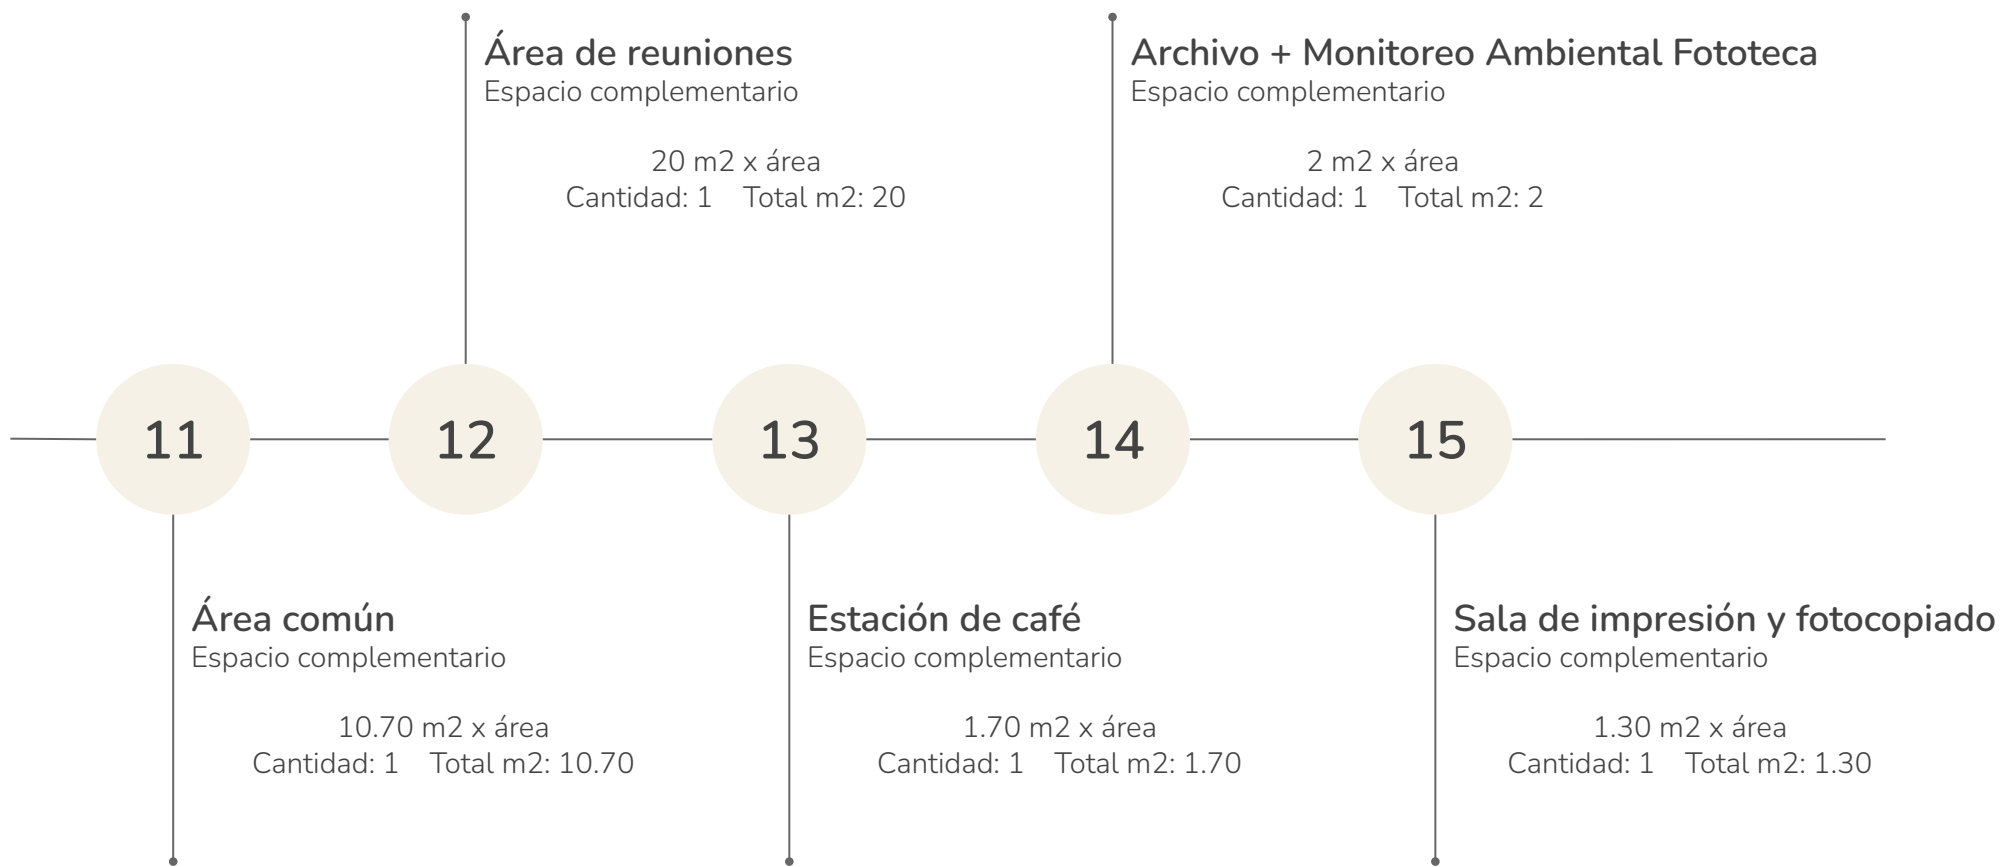 Área de reuniones
Espacio complementario
20 m2 x área
Cantidad: 1 Total m2: 20
Archivo + Monitoreo Ambiental Fototeca
Espacio complementario
2 m2 x área
Cantidad: 1 Total m2: 2
11
12
13
14
15
Área común
Espacio complementario
10.70 m2 x área
Cantidad: 1 Total m2: 10.70
Estación de café
Espacio complementario
1.70 m2 x área
Cantidad: 1 Total m2: 1.70
Sala de impresión y fotocopiado
Espacio complementario
1.30 m2 x área
Cantidad: 1 Total m2: 1.30